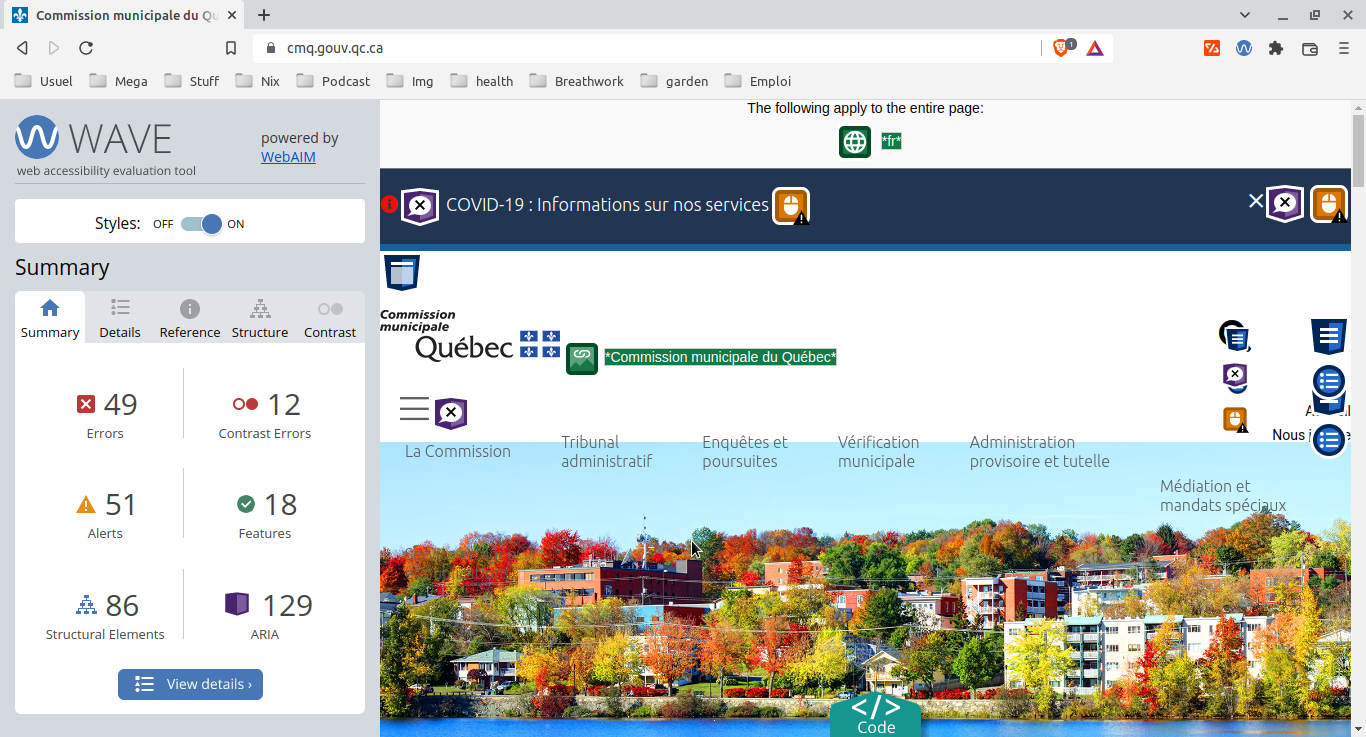 Commission municipale du Qu
cmq.gouv.qc.ca
1
Usuel Mega Stuff Nix Podcast Img health Breathwork garden Emploi
WAVE
web accessibility evaluation tool
powered by
WebAIM
Styles: OFF ON
Summary
Summary Details Reference Structure Contrast
49 12
Errors Contrast Errors
51 18
Alerts Features
86 129
Structural Elements ARIA
View details ›
The following apply to the entire page:
*fr*
COVID-19 : Informations sur nos services
Commission
municipale
Québec
*Commission municipale du Québec*
Nous j
La Commission
Tribunal
administratif
Enquêtes et
poursuites
Vérification
municipale
Administration
provisoire et tutelle
Médiation et
mandats spéciaux
</>
Code